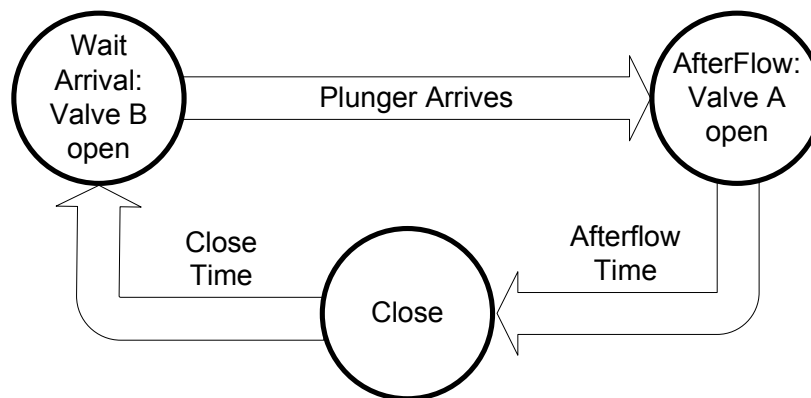 Wait
Arrival:
Valve B
open
Plunger Arrives
AfterFlow:
Valve A
open
Close
Time
Afterflow
Time
Close